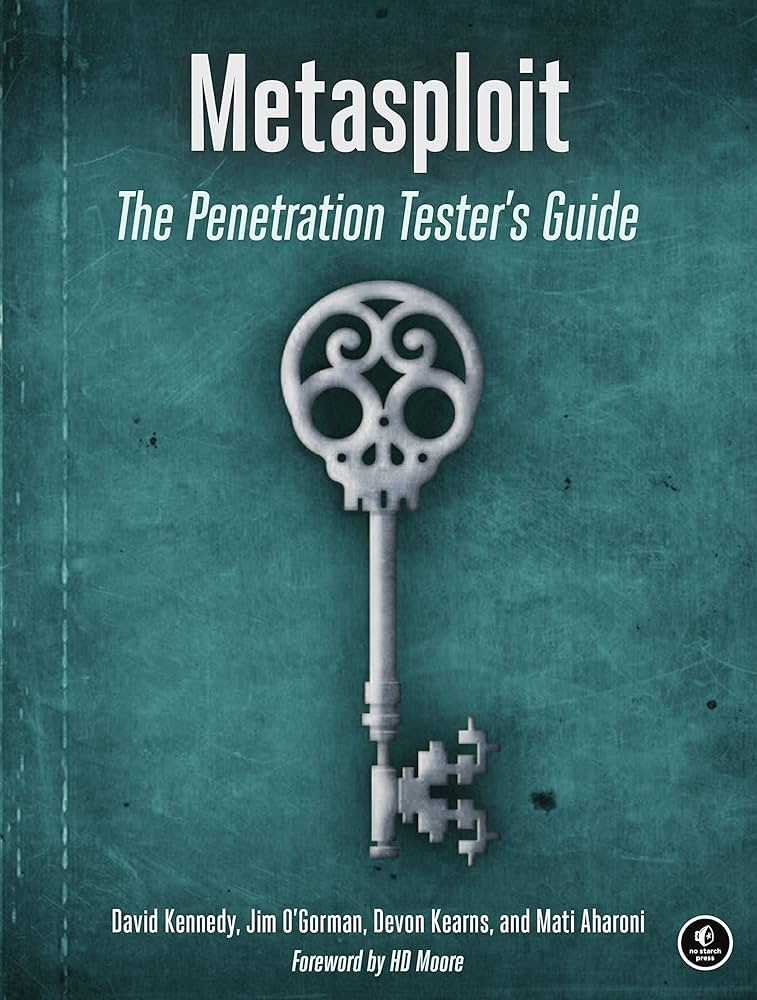 Metasploit
The Penetration Tester's Guide
David Kennedy, Jim O'Gorman, Devon Kearns, and Mati Aharoni
Foreword by HD Moore
no starch
press